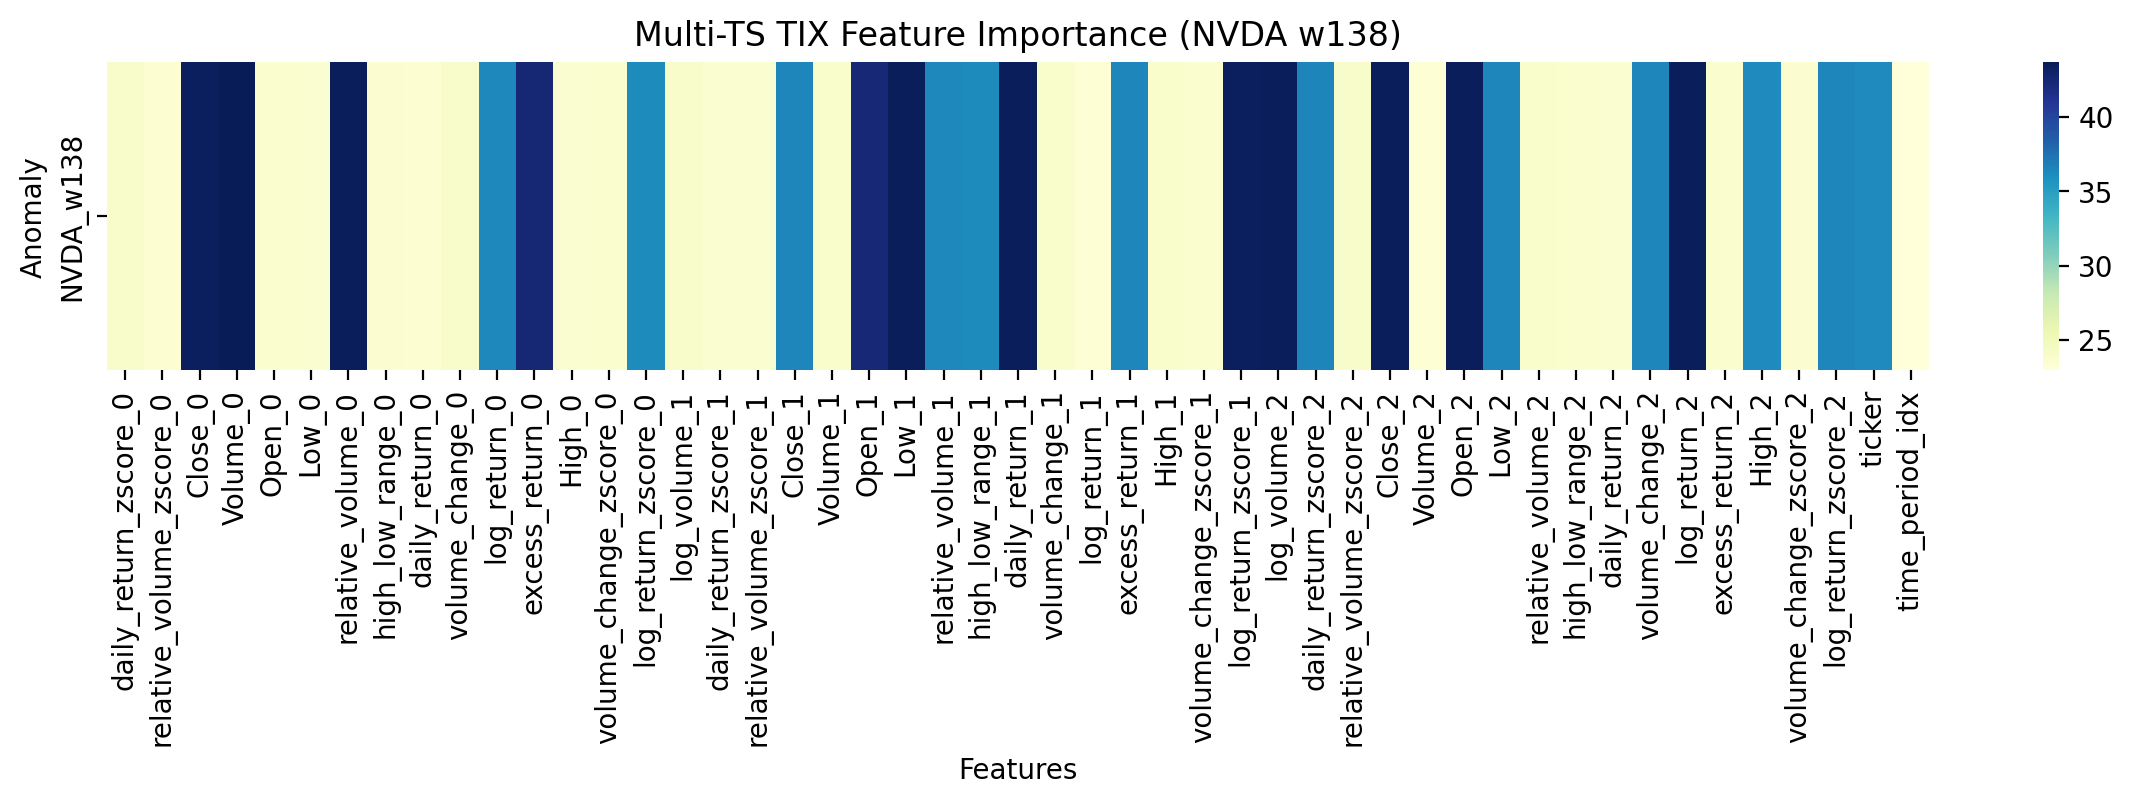 Multi-TS TIX Feature Importance (NVDA w138)
Anomaly
NVDA_w138
40
35
30
25
daily_return_zscore_0
relative_volume_zscore_0
Close_0
Volume_0
Open_0
Low_0
relative_volume_0
high_low_range_0
daily_return_0
volume_change_0
log_return_0
excess_return_0
High_0
volume_change_zscore_0
log_return_zscore_0
log_volume_1
daily_return_zscore_1
relative_volume_zscore_1
Close_1
Volume_1
Open_1
Low_1
relative_volume_1
high_low_range_1
daily_return_1
volume_change_1
log_return_1
excess_return_1
High_1
volume_change_zscore_1
log_return_zscore_1
log_volume_2
daily_return_zscore_2
relative_volume_zscore_2
Close_2
Volume_2
Open_2
Low_2
relative_volume_2
high_low_range_2
daily_return_2
volume_change_2
log_return_2
excess_return_2
High_2
volume_change_zscore_2
log_return_zscore_2
ticker
time_period_idx
Features